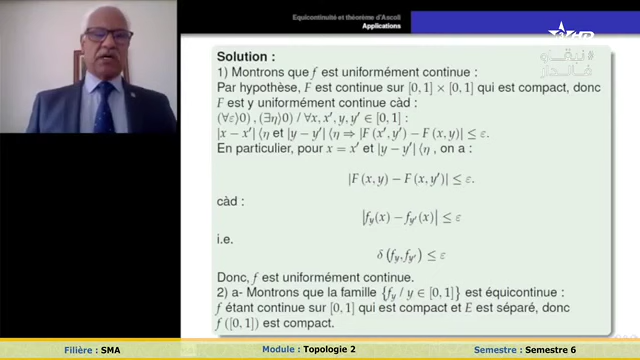 Equicontinuité et théorème d'Ascoli
Applications
Solution :
1) Montrons que f est uniformément continue :
Par hypothèse, F est continue sur [0, 1] × [0, 1] qui est compact, donc
F est y uniformément continue càd :
(∀ε⟩0) , (∃η⟩0) / ∀x, x′, y, y′ ∈ [0, 1] :
|x − x′| ⟨η et |y − y′| ⟨η ⇒ |F (x′, y′) − F (x, y)| ≤ ε.
En particulier, pour x = x′ et |y − y′| ⟨η , on a :
|F (x, y) − F (x, y′)| ≤ ε.
càd :
|f_y(x) − f_y′(x)| ≤ ε
i.e.
δ (f_y, f_y′) ≤ ε
Donc, f est uniformément continue.
2) a- Montrons que la famille {f_y / y ∈ [0, 1]} est équicontinue :
f étant continue sur [0, 1] qui est compact et E est séparé, donc
f ([0, 1]) est compact.
Filière : SMA
Module : Topologie 2
Semestre : Semestre 6